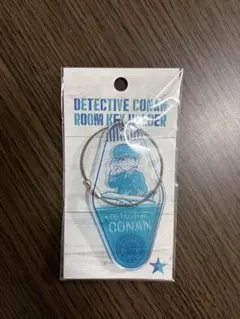 DETECTIVE CONAN
ROOM KEY HOLDER
CONAN